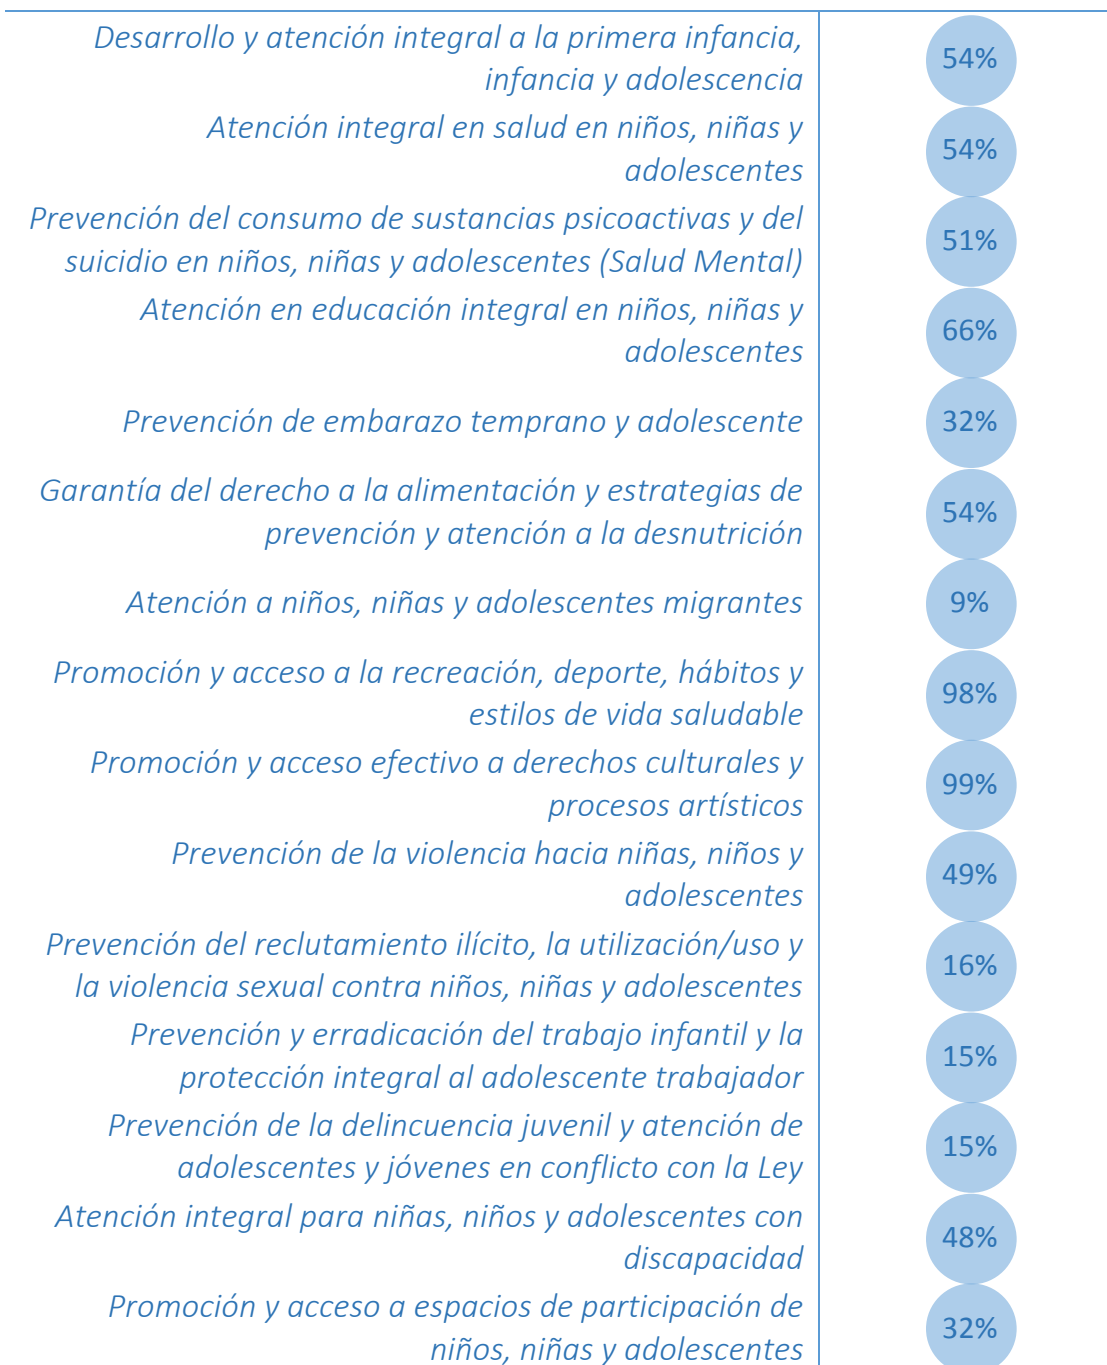 Desarrollo y atención integral a la primera infancia,
infancia y adolescencia
54%
Atención integral en salud en niños, niñas y
adolescentes
54%
Prevención del consumo de sustancias psicoactivas y del
suicidio en niños, niñas y adolescentes (Salud Mental)
51%
Atención en educación integral en niños, niñas y
adolescentes
66%
Prevención de embarazo temprano y adolescente
32%
Garantía del derecho a la alimentación y estrategias de
prevención y atención a la desnutrición
54%
Atención a niños, niñas y adolescentes migrantes
9%
Promoción y acceso a la recreación, deporte, hábitos y
estilos de vida saludable
98%
Promoción y acceso efectivo a derechos culturales y
procesos artísticos
99%
Prevención de la violencia hacia niñas, niños y
adolescentes
49%
Prevención del reclutamiento ilícito, la utilización/uso y
la violencia sexual contra niños, niñas y adolescentes
16%
Prevención y erradicación del trabajo infantil y la
protección integral al adolescente trabajador
15%
Prevención de la delincuencia juvenil y atención de
adolescentes y jóvenes en conflicto con la Ley
15%
Atención integral para niñas, niños y adolescentes con
discapacidad
48%
Promoción y acceso a espacios de participación de
niños, niñas y adolescentes
32%